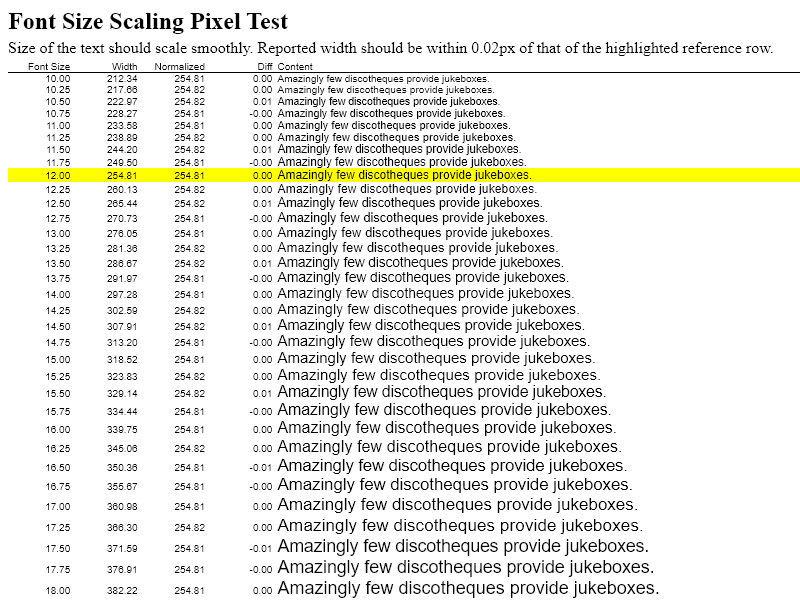 Font Size Scaling Pixel Test
Size of the text should scale smoothly. Reported width should be within 0.02px of that of the highlighted reference row.
Font Size Width Normalized Diff Content
10.00 212.34 254.81 0.00 Amazingly few discotheques provide jukeboxes.
10.25 217.66 254.82 0.00 Amazingly few discotheques provide jukeboxes.
10.50 222.97 254.82 0.01 Amazingly few discotheques provide jukeboxes.
10.75 228.27 254.81 -0.00 Amazingly few discotheques provide jukeboxes.
11.00 233.58 254.81 0.00 Amazingly few discotheques provide jukeboxes.
11.25 238.89 254.82 0.00 Amazingly few discotheques provide jukeboxes.
11.50 244.20 254.82 0.01 Amazingly few discotheques provide jukeboxes.
11.75 249.50 254.81 -0.00 Amazingly few discotheques provide jukeboxes.
12.00 254.81 254.81 0.00 Amazingly few discotheques provide jukeboxes.
12.25 260.13 254.82 0.00 Amazingly few discotheques provide jukeboxes.
12.50 265.44 254.82 0.01 Amazingly few discotheques provide jukeboxes.
12.75 270.73 254.81 -0.00 Amazingly few discotheques provide jukeboxes.
13.00 276.05 254.81 0.00 Amazingly few discotheques provide jukeboxes.
13.25 281.36 254.82 0.00 Amazingly few discotheques provide jukeboxes.
13.50 286.67 254.82 0.01 Amazingly few discotheques provide jukeboxes.
13.75 291.97 254.81 -0.00 Amazingly few discotheques provide jukeboxes.
14.00 297.28 254.81 0.00 Amazingly few discotheques provide jukeboxes.
14.25 302.59 254.82 0.00 Amazingly few discotheques provide jukeboxes.
14.50 307.91 254.82 0.01 Amazingly few discotheques provide jukeboxes.
14.75 313.20 254.81 -0.00 Amazingly few discotheques provide jukeboxes.
15.00 318.52 254.81 0.00 Amazingly few discotheques provide jukeboxes.
15.25 323.83 254.82 0.00 Amazingly few discotheques provide jukeboxes.
15.50 329.14 254.82 0.01 Amazingly few discotheques provide jukeboxes.
15.75 334.44 254.81 -0.00 Amazingly few discotheques provide jukeboxes.
16.00 339.75 254.81 0.00 Amazingly few discotheques provide jukeboxes.
16.25 345.06 254.82 0.00 Amazingly few discotheques provide jukeboxes.
16.50 350.36 254.81 -0.01 Amazingly few discotheques provide jukeboxes.
16.75 355.67 254.81 -0.00 Amazingly few discotheques provide jukeboxes.
17.00 360.98 254.81 0.00 Amazingly few discotheques provide jukeboxes.
17.25 366.30 254.82 0.00 Amazingly few discotheques provide jukeboxes.
17.50 371.59 254.81 -0.01 Amazingly few discotheques provide jukeboxes.
17.75 376.91 254.81 -0.00 Amazingly few discotheques provide jukeboxes.
18.00 382.22 254.81 0.00 Amazingly few discotheques provide jukeboxes.